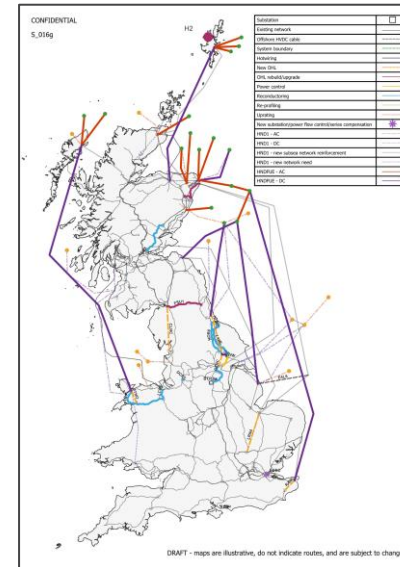 CONFIDENTIAL
S_016g
H2
Substation
Existing network
Offshore HVDC cable
System boundary
Hotwiring
New OHL
OHL rebuild/upgrade
Power control
Reconductoring
Re-profiling
Uprating
New substation/power flow control/series compensation
HND1 - AC
HND1 - DC
HND1 - new subsea network reinforcement
HND1 - new network need
HNDFUE - AC
HNDFUE - DC
DRAFT - maps are illustrative, do not indicate routes, and are subject to chang